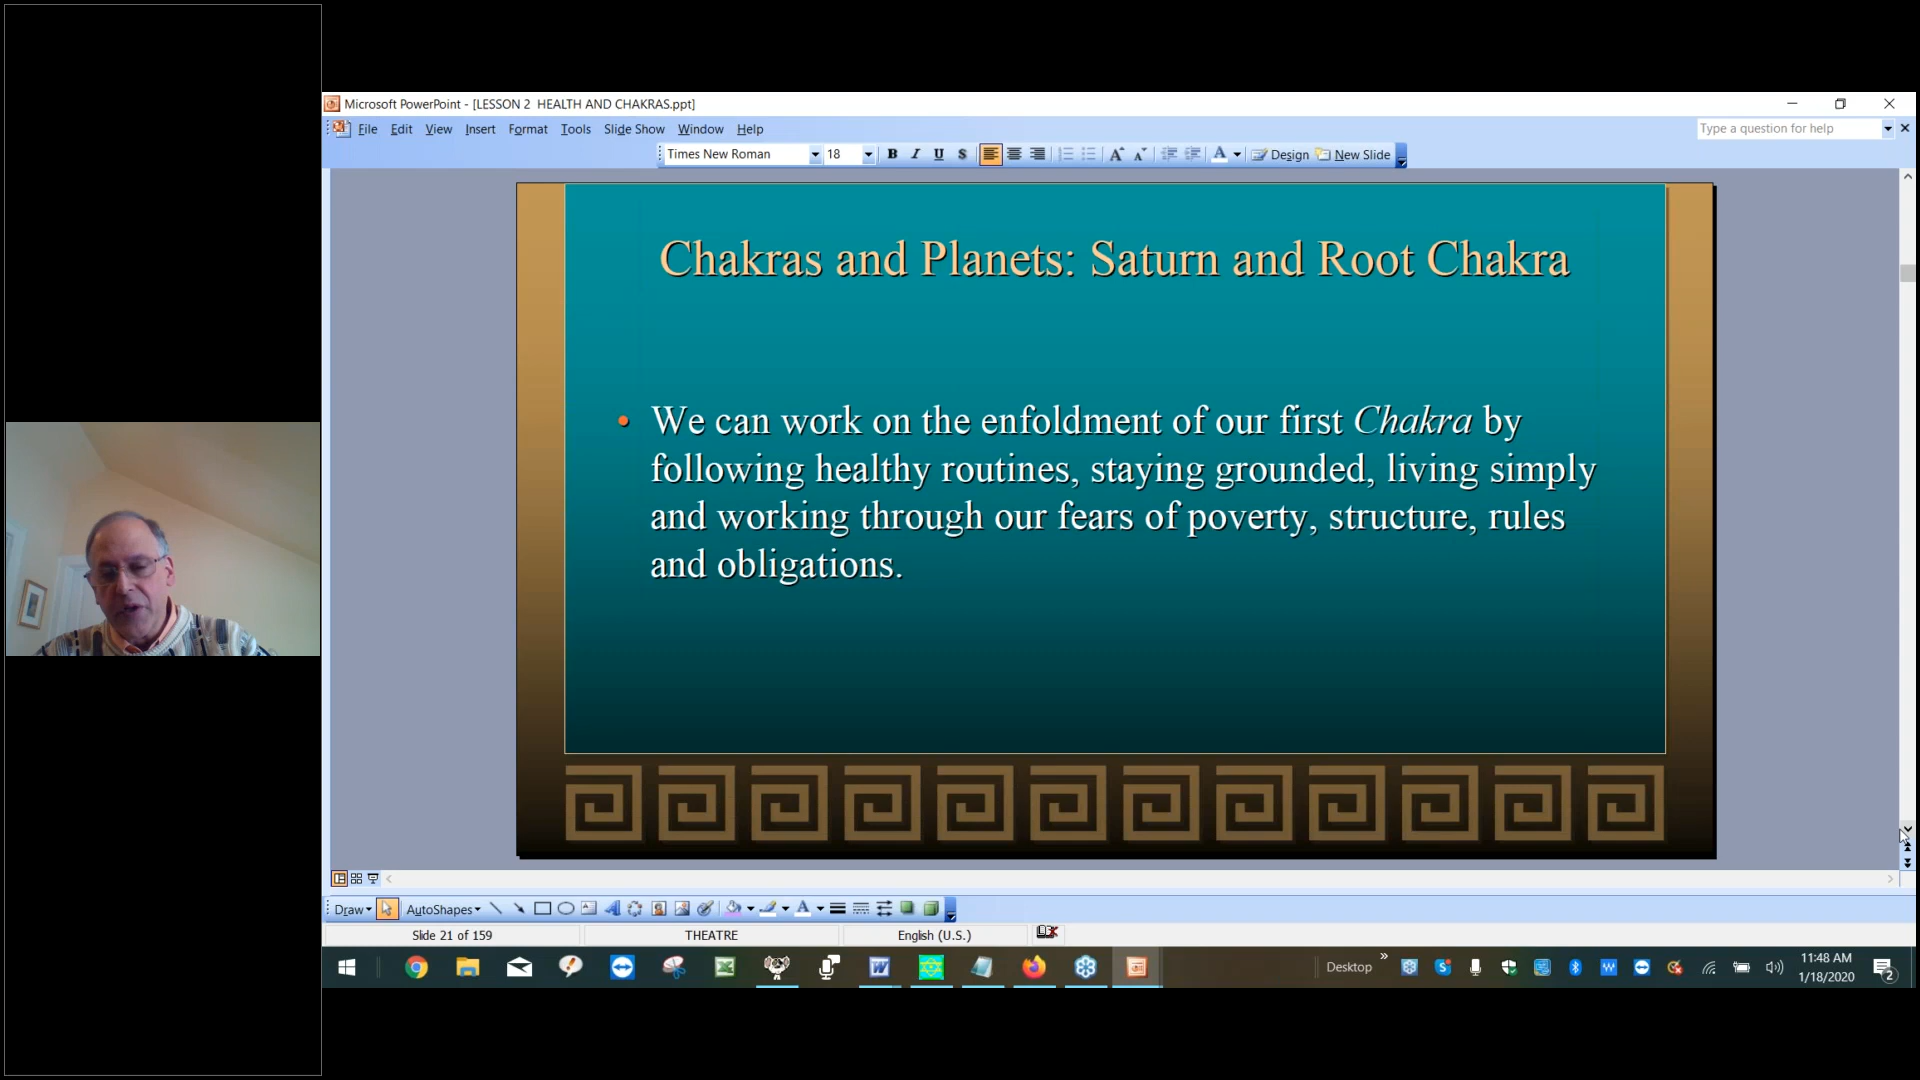 Microsoft PowerPoint - [LESSON 2 HEALTH AND CHAKRAS.ppt]
File Edit View Insert Format Tools Slide Show Window Help
Type a question for help
Times New Roman 18 B I U S A A A Design New Slide
Chakras and Planets: Saturn and Root Chakra
• We can work on the enfoldment of our first Chakra by
following healthy routines, staying grounded, living simply
and working through our fears of poverty, structure, rules
and obligations.
Draw AutoShapes A
Slide 21 of 159 THEATRE English (U.S.)
Desktop
11:48 AM
1/18/2020
2